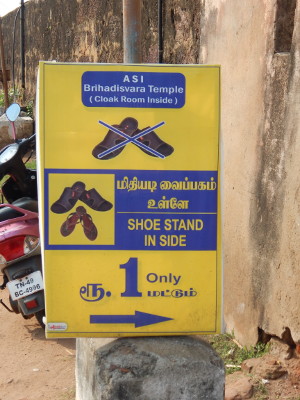 ASI
Brihadisvara Temple
( Cloak Room Inside )
மிதியடி வைப்பகம்
உள்ளே
SHOE STAND
IN SIDE
ரூ. 1 Only
மட்டும்
TN-49
BC-4996